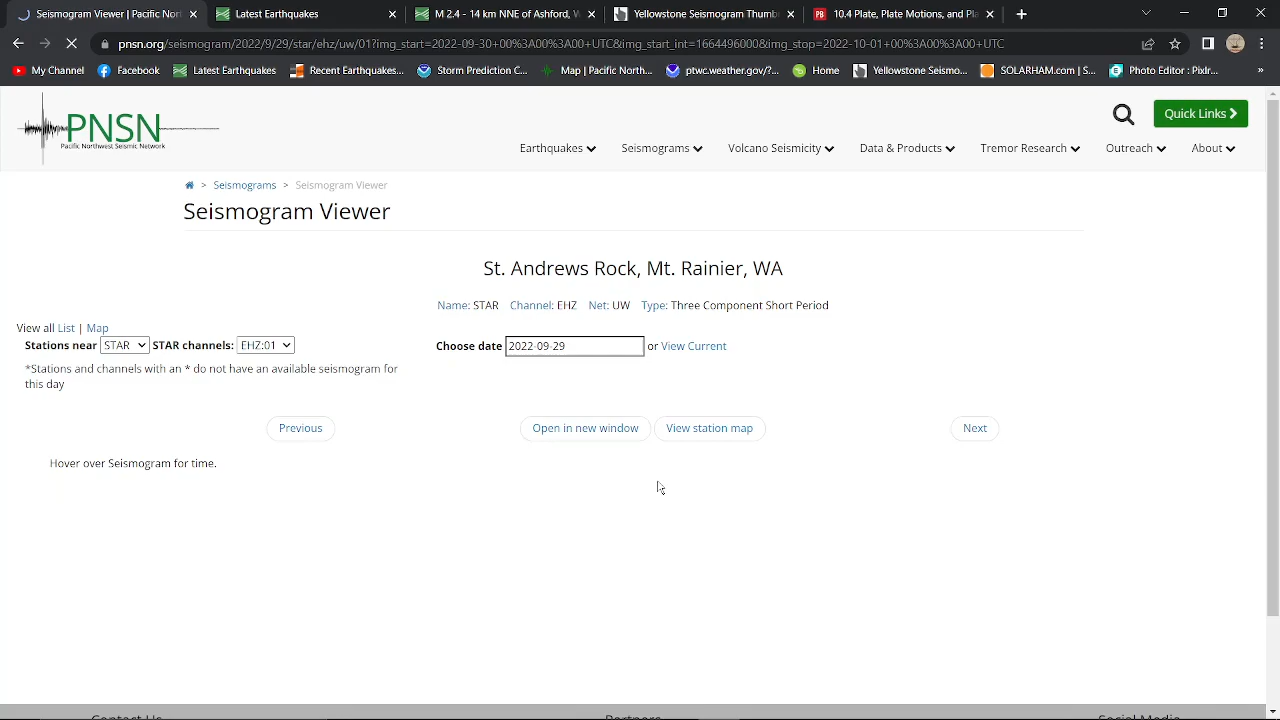 Seismogram Viewer | Pacific Nor
Latest Earthquakes
M 2.4 - 14 km NNE of Ashford, W
Yellowstone Seismogram Thumb
10.4 Plate, Plate Motions, and Pla
pnsn.org/seismogram/2022/9/29/star/ehz/uw/01?img_start=2022-09-30+00%3A00%3A00+UTC&img_start_int=1664496000&img_stop=2022-10-01+00%3A00%3A00+UTC
My Channel
Facebook
Latest Earthquakes
Recent Earthquakes...
Storm Prediction C...
Map | Pacific North...
ptwc.weather.gov/?...
Home
Yellowstone Seismo...
SOLARHAM.com | S...
Photo Editor : Pixlr...
»
PNSN
Pacific Northwest Seismic Network
Quick Links
Earthquakes
Seismograms
Volcano Seismicity
Data & Products
Tremor Research
Outreach
About
> Seismograms > Seismogram Viewer
Seismogram Viewer
St. Andrews Rock, Mt. Rainier, WA
Name: STAR Channel: EHZ Net: UW Type: Three Component Short Period
View all List | Map
Stations near STAR STAR channels: EHZ:01
Choose date 2022-09-29 or View Current
*Stations and channels with an * do not have an available seismogram for
this day
Previous
Open in new window
View station map
Next
Hover over Seismogram for time.
Contact Us
Partners
Social Media